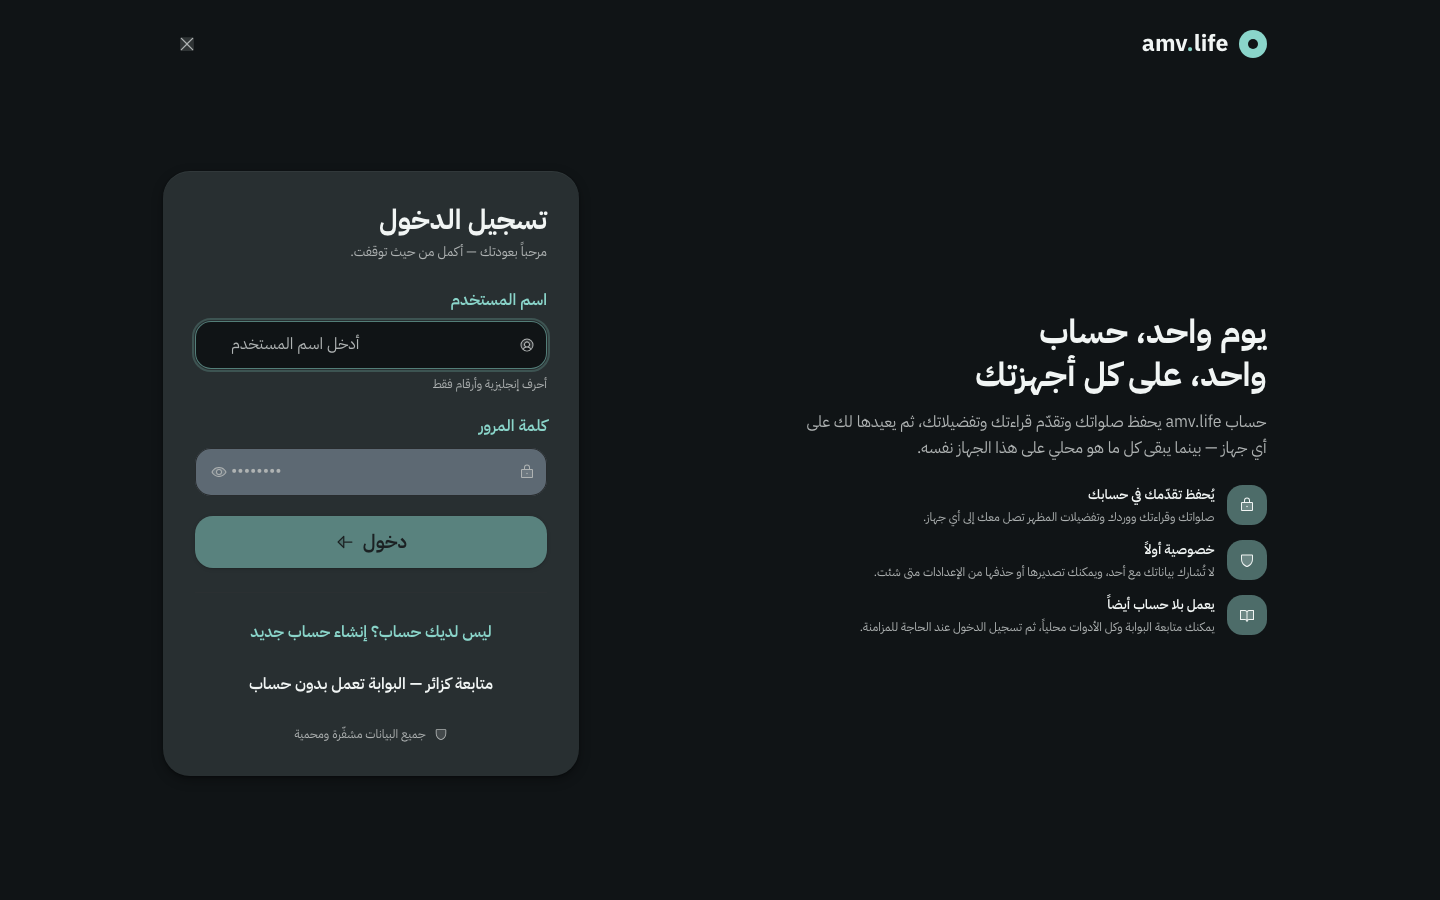 amv.life
يوم واحد، حساب
واحد، على كل أجهزتك
حساب amv.life يحفظ صلواتك وتقدّم قراءتك وتفضيلاتك، ثم يعيدها لك على
أي جهاز — بينما يبقى كل ما هو محلي على هذا الجهاز نفسه.
يُحفظ تقدّمك في حسابك
صلواتك وقراءتك ووردك وتفضيلات المظهر تصل معك إلى أي جهاز.
خصوصية أولاً
لا تُشارك بياناتك مع أحد، ويمكنك تصديرها أو حذفها من الإعدادات متى شئت.
يعمل بلا حساب أيضاً
يمكنك متابعة البوابة وكل الأدوات محلياً، ثم تسجيل الدخول عند الحاجة للمزامنة.
تسجيل الدخول
مرحباً بعودتك — أكمل من حيث توقفت.
اسم المستخدم
أدخل اسم المستخدم
أحرف إنجليزية وأرقام فقط
كلمة المرور
••••••••
دخول
ليس لديك حساب؟ إنشاء حساب جديد
متابعة كزائر — البوابة تعمل بدون حساب
جميع البيانات مشفّرة ومحمية